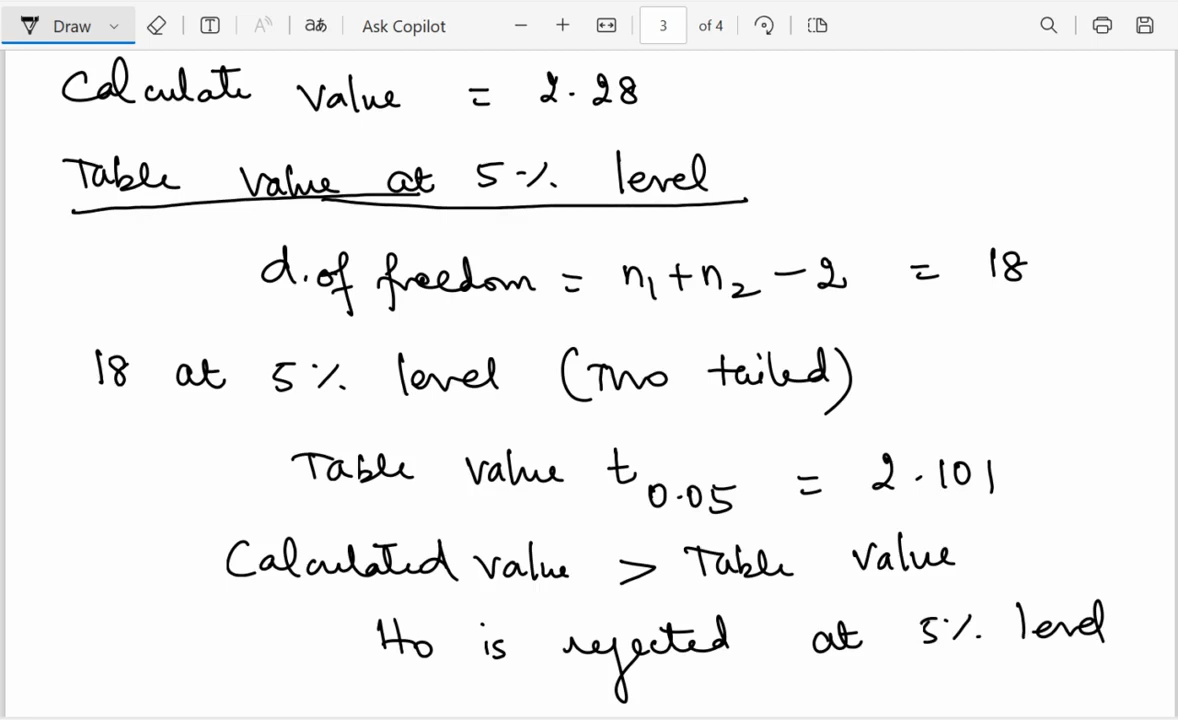 Draw aあ Ask Copilot 3 of 4
Calculate value = 2.28
Table value at 5% level
d.of freedom = n₁+n₂-2 = 18
18 at 5% level (Two tailed)
Table value t₀.₀₅ = 2.101
Calculated value > Table value
Ho is rejected at 5% level